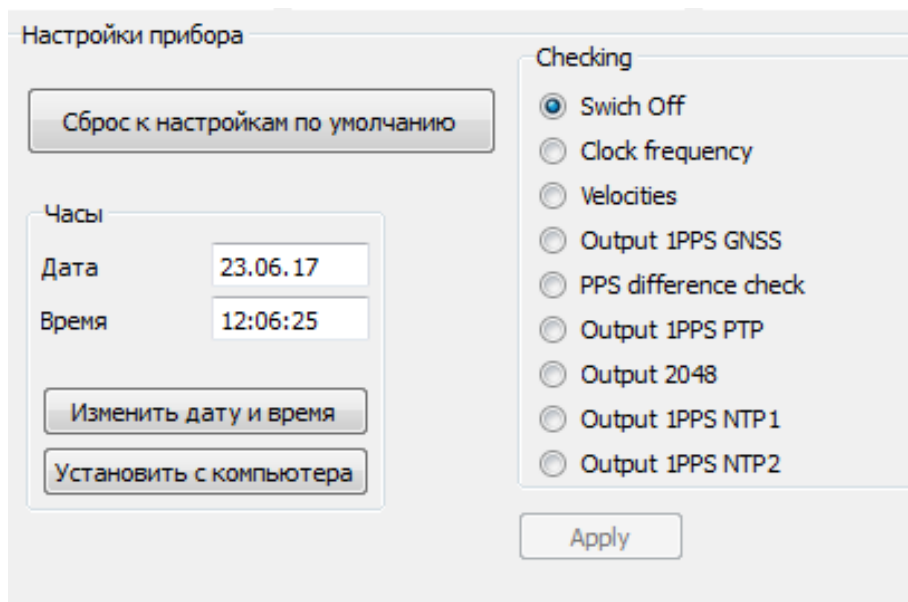 Настройки прибора
Сброс к настройкам по умолчанию
Часы
Дата 23.06.17
Время 12:06:25
Изменить дату и время
Установить с компьютера
Checking
Swich Off
Clock frequency
Velocities
Output 1PPS GNSS
PPS difference check
Output 1PPS PTP
Output 2048
Output 1PPS NTP1
Output 1PPS NTP2
Apply